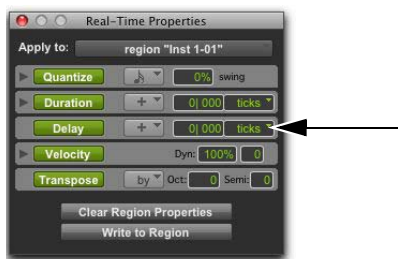 Real-Time Properties
Apply to: region "Inst 1-01"
Quantize 0% swing
Duration + 0| 000 ticks
Delay + 0| 000 ticks
Velocity Dyn: 100% 0
Transpose by Oct: 0 Semi: 0
Clear Region Properties
Write to Region